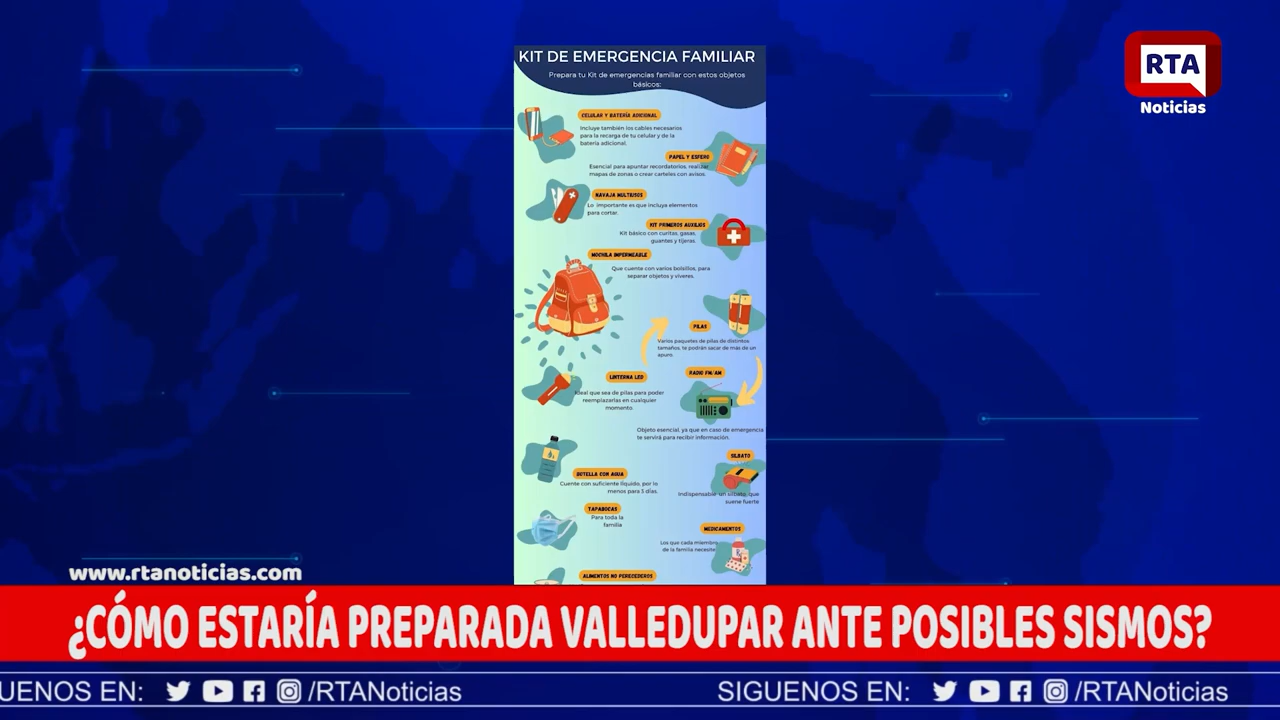 KIT DE EMERGENCIA FAMILIAR
Prepara tu Kit de emergencias familiar con estos objetos
básicos:
RTA
Noticias
CELULAR Y BATERÍA ADICIONAL
Incluye también los cables necesarios
para la recarga de tu celular y de la
batería adicional.
PAPEL Y ESFERO
Esencial para apuntar recordatorios, realizar
mapas de zonas o crear carteles con avisos.
NAVAJA MULTIUSOS
Lo importante es que incluya elementos
para cortar.
KIT PRIMEROS AUXILIOS
Kit básico con curitas, gasas,
guantes y tijeras.
MOCHILA IMPERMEABLE
Que cuente con varios bolsillos, para
separar objetos y víveres.
PILAS
Varios paquetes de pilas de distintos
tamaños, te podrán sacar de más de un
apuro.
LINTERNA LED
Ideal que sea de pilas para poder
reemplazarlas en cualquier
momento.
RADIO FM/AM
Objeto esencial, ya que en caso de emergencia
te servirá para recibir información.
BOTELLA CON AGUA
Cuente con suficiente líquido, por lo
menos para 5 días.
SILBATO
Indispensable un silbato que
suene fuerte
TAPABOCAS
Para toda la
familia
MEDICAMENTOS
Los que cada miembro
de la familia necesite
ALIMENTOS NO PERECEDEROS
www.rtanoticias.com
¿CÓMO ESTARÍA PREPARADA VALLEDUPAR ANTE POSIBLES SISMOS?
UENOS EN: /RTANoticias SIGUENOS EN: /RTANoticias